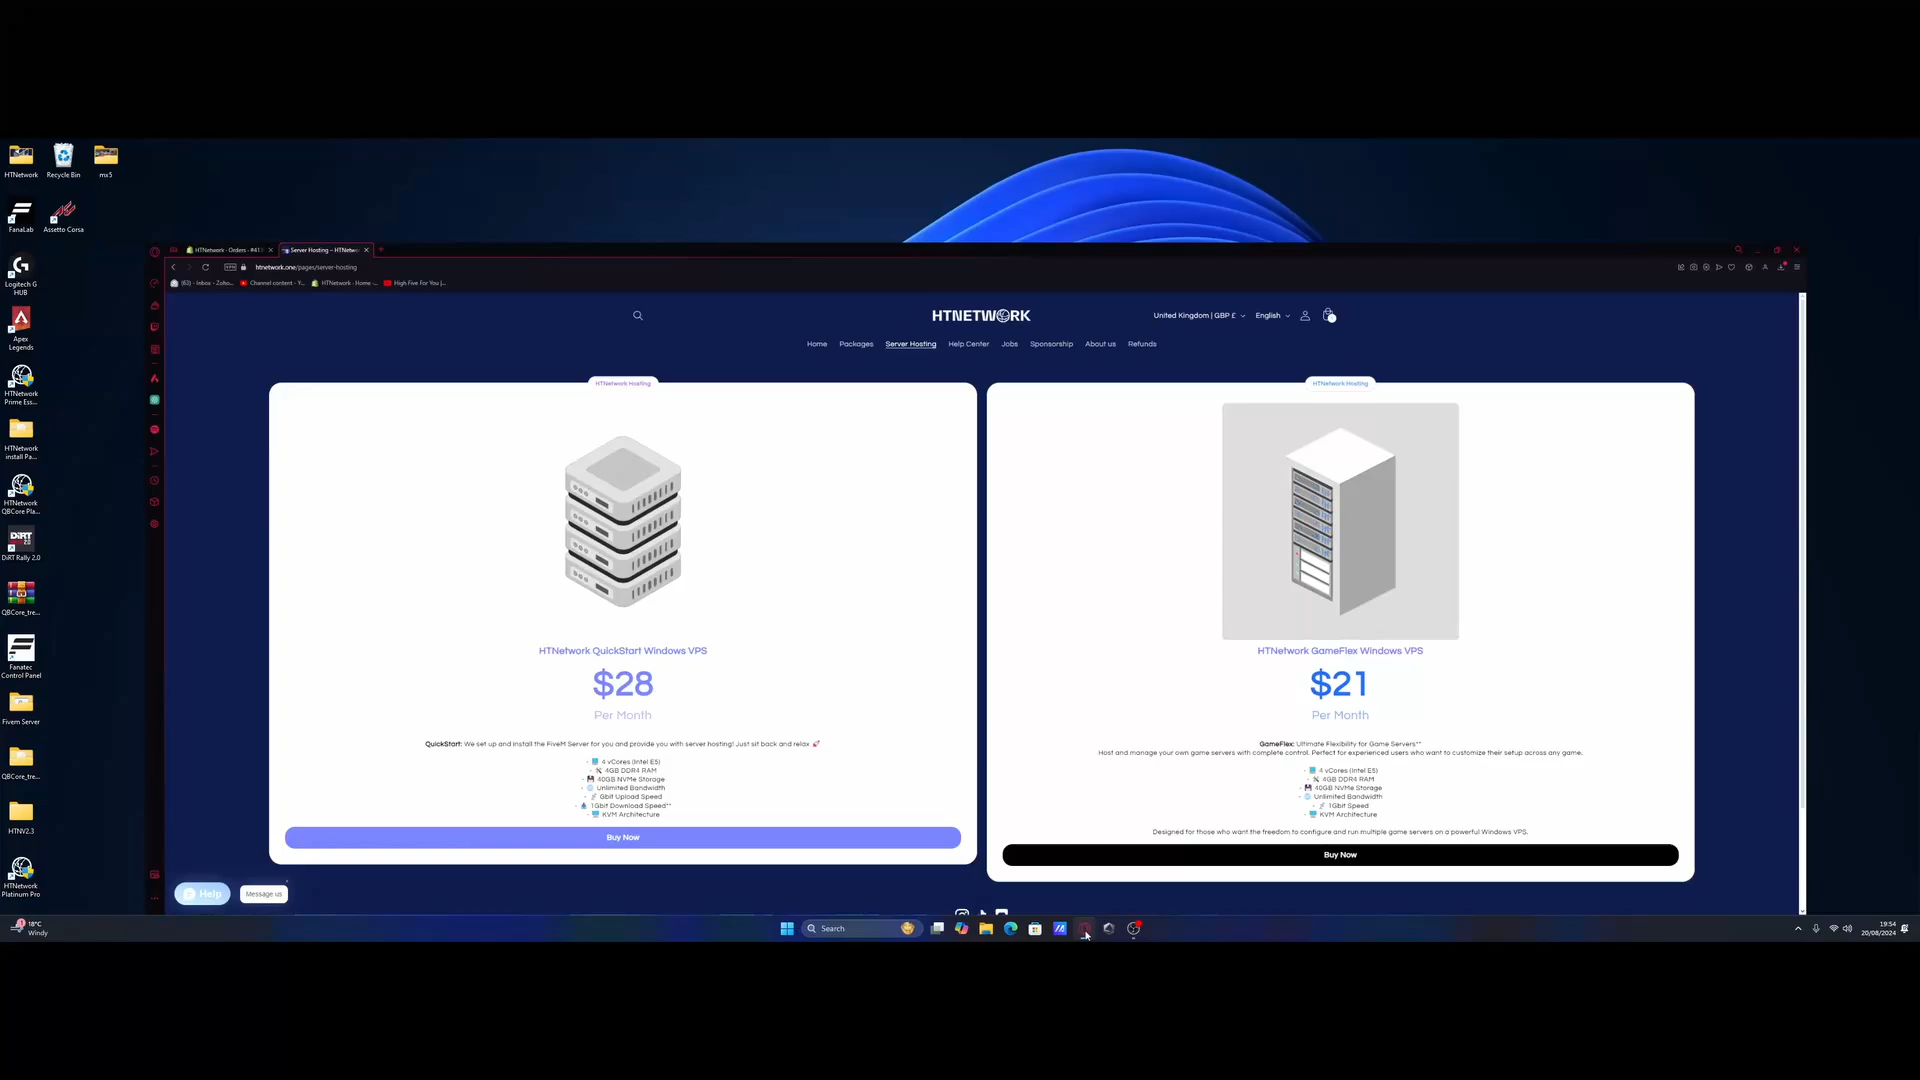 HTNetwork
Recycle Bin
mx5
FanaLab
Assetto Corsa
Logitech G
HUB
Apex
Legends
HTNetwork
Prime Ess...
HTNetwork
install Pa...
HTNetwork
QBCore Pla...
DiRT Rally 2.0
QBCore_tre...
Fanatec
Control Panel
Fivem Server
QBCore_tre...
HTNV2.3
HTNetwork
Platinum Pro
HTNetwork · Orders · #41
Server Hosting – HTNetwo
VPN
htnetwork.one/pages/server-hosting
(63) - Inbox - Zoho...
Channel content - Y...
HTNetwork · Home ·...
High Five For You |...
HTNETWORK
United Kingdom | GBP £
English
Home
Packages
Server Hosting
Help Center
Jobs
Sponsorship
About us
Refunds
HTNetwork Hosting
HTNetwork QuickStart Windows VPS
$28
Per Month
QuickStart: We set up and install the FiveM Server for you and provide you with server hosting! Just sit back and relax 🚀
- 4 vCores (Intel E5)
- 4GB DDR4 RAM
- 40GB NVMe Storage
- Unlimited Bandwidth
- Gbit Upload Speed
- 1Gbit Download Speed**
- KVM Architecture
Buy Now
HTNetwork Hosting
HTNetwork GameFlex Windows VPS
$21
Per Month
GameFlex: Ultimate Flexibility for Game Servers**
Host and manage your own game servers with complete control. Perfect for experienced users who want to customize their setup across any game.
- 4 vCores (Intel E5)
- 4GB DDR4 RAM
- 40GB NVMe Storage
- Unlimited Bandwidth
- 1Gbit Speed
- KVM Architecture
Designed for those who want the freedom to configure and run multiple game servers on a powerful Windows VPS.
Buy Now
Help
Message us
18°C
Windy
Search
19:54
20/08/2024